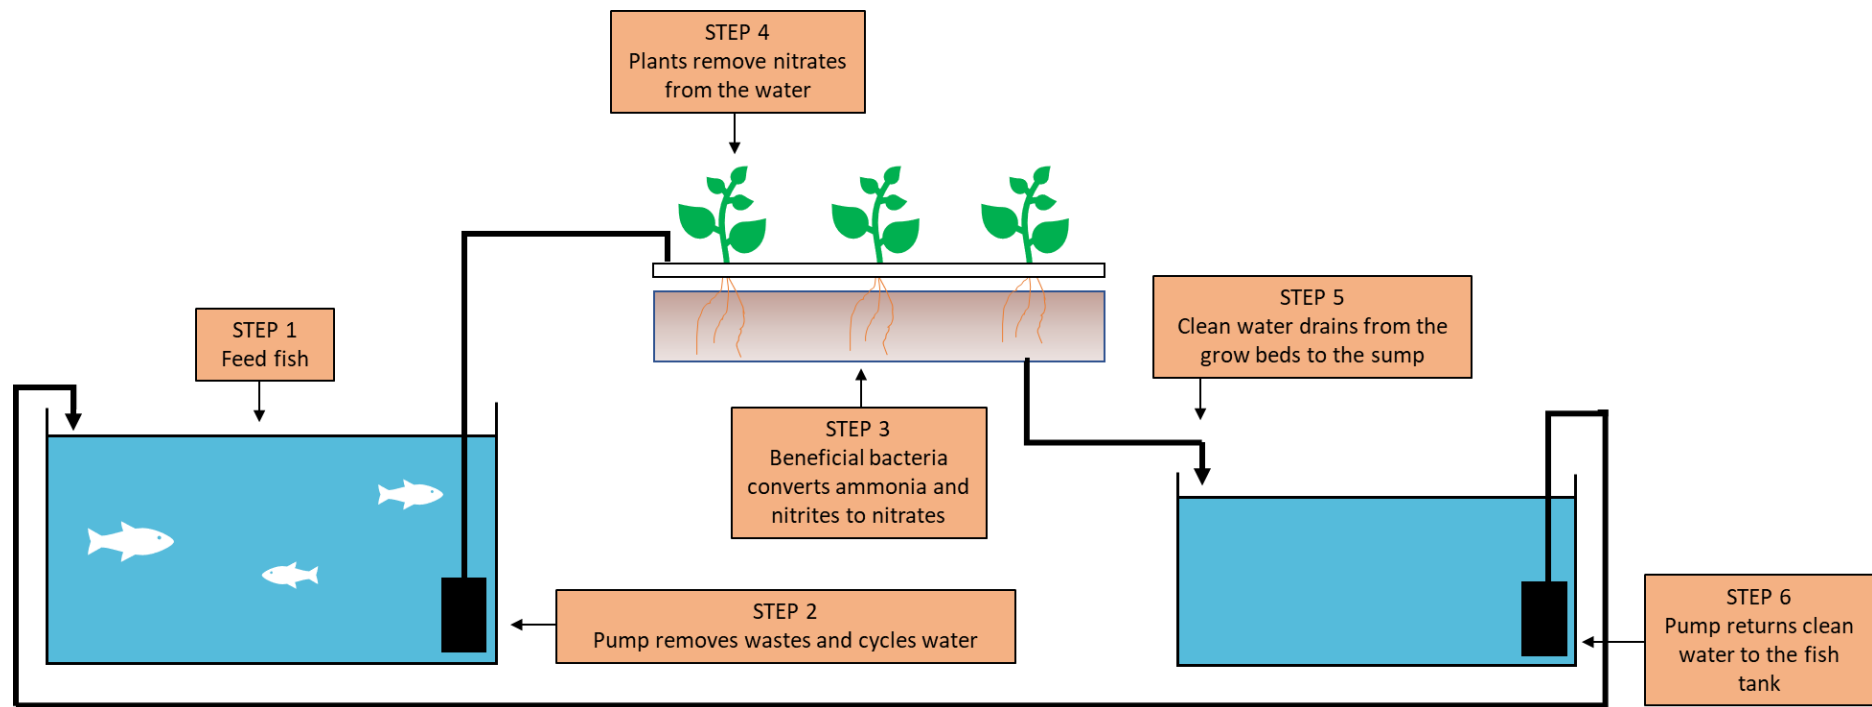 STEP 1
Feed fish
STEP 2
Pump removes wastes and cycles water
STEP 3
Beneficial bacteria
converts ammonia and
nitrites to nitrates
STEP 4
Plants remove nitrates
from the water
STEP 5
Clean water drains from the
grow beds to the sump
STEP 6
Pump returns clean
water to the fish
tank